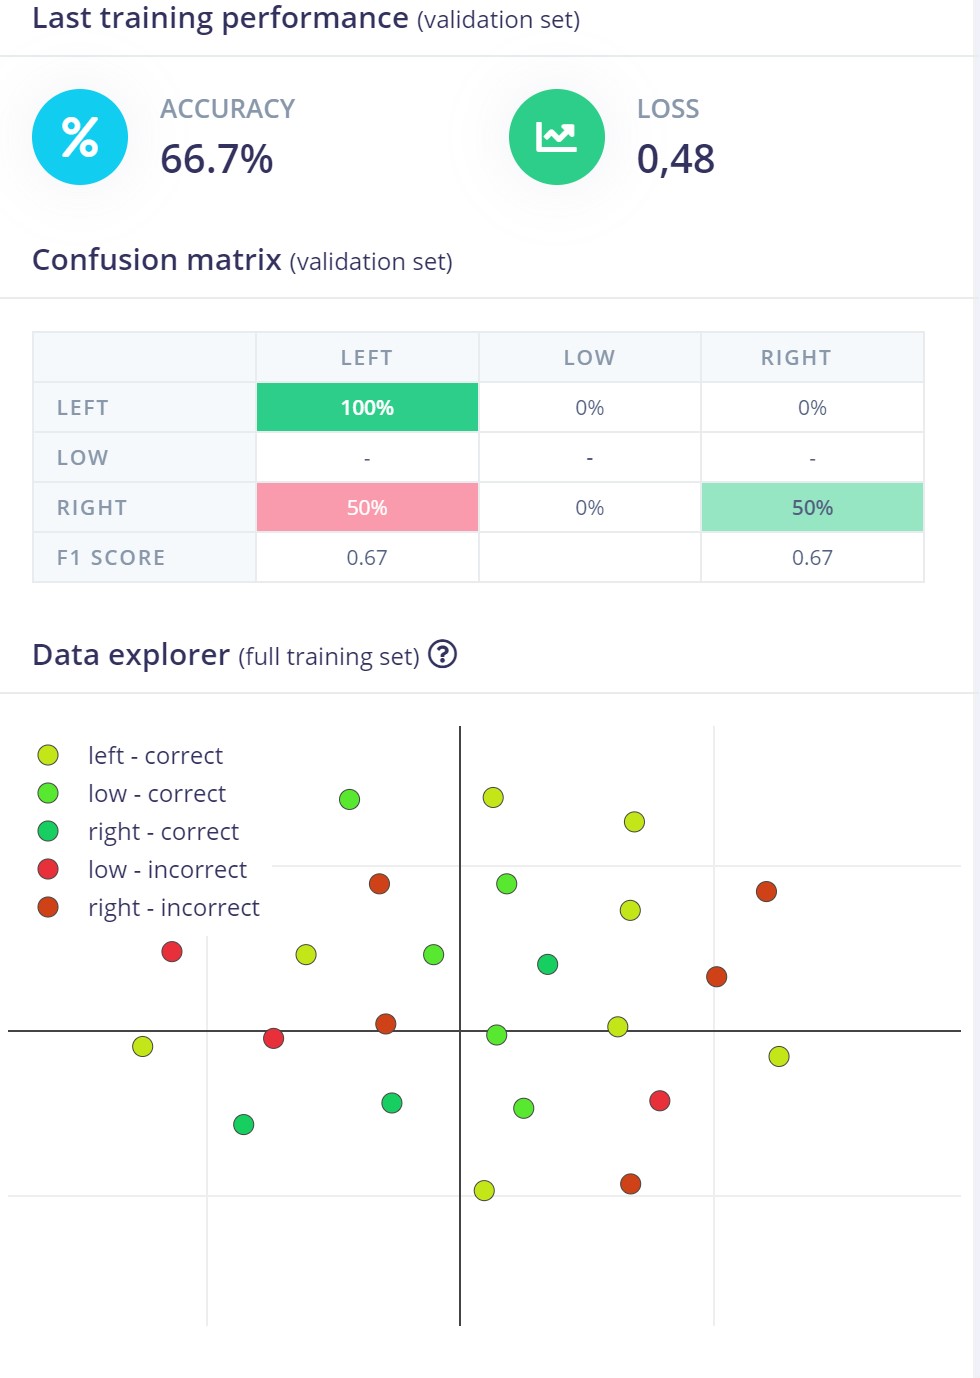 Last training performance (validation set)
% ACCURACY
66.7%
LOSS
0,48
Confusion matrix (validation set)
LEFT LOW RIGHT
LEFT 100% 0% 0%
LOW - - -
RIGHT 50% 0% 50%
F1 SCORE 0.67 0.67
Data explorer (full training set) ?
left - correct
low - correct
right - correct
low - incorrect
right - incorrect